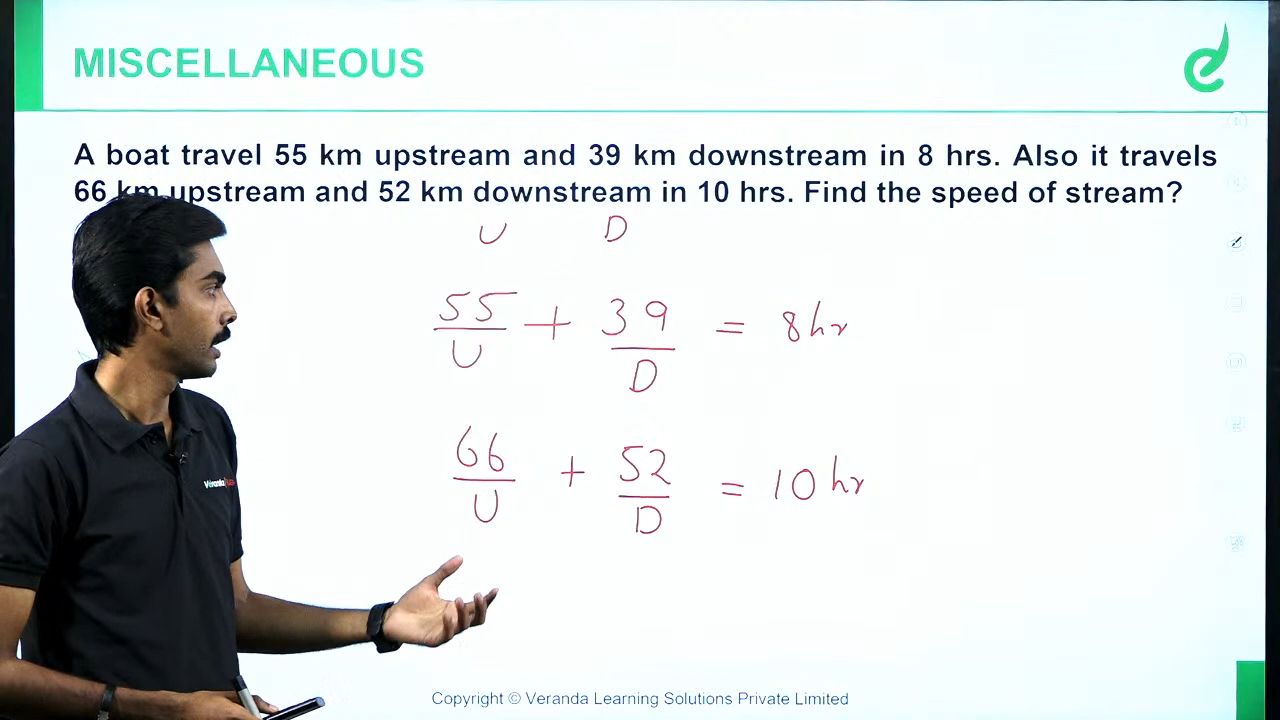 MISCELLANEOUS
A boat travel 55 km upstream and 39 km downstream in 8 hrs. Also it travels
66 km upstream and 52 km downstream in 10 hrs. Find the speed of stream?
U D
55/U + 39/D = 8hr
66/U + 52/D = 10hr
Veranda
Copyright © Veranda Learning Solutions Private Limited